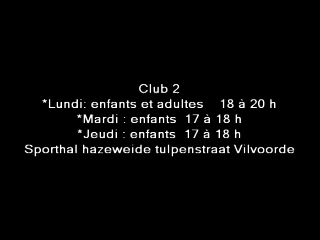 Club 2
*Lundi: enfants et adultes 18 à 20 h
*Mardi : enfants 17 à 18 h
*Jeudi : enfants 17 à 18 h
Sporthal hazeweide tulpenstraat Vilvoorde